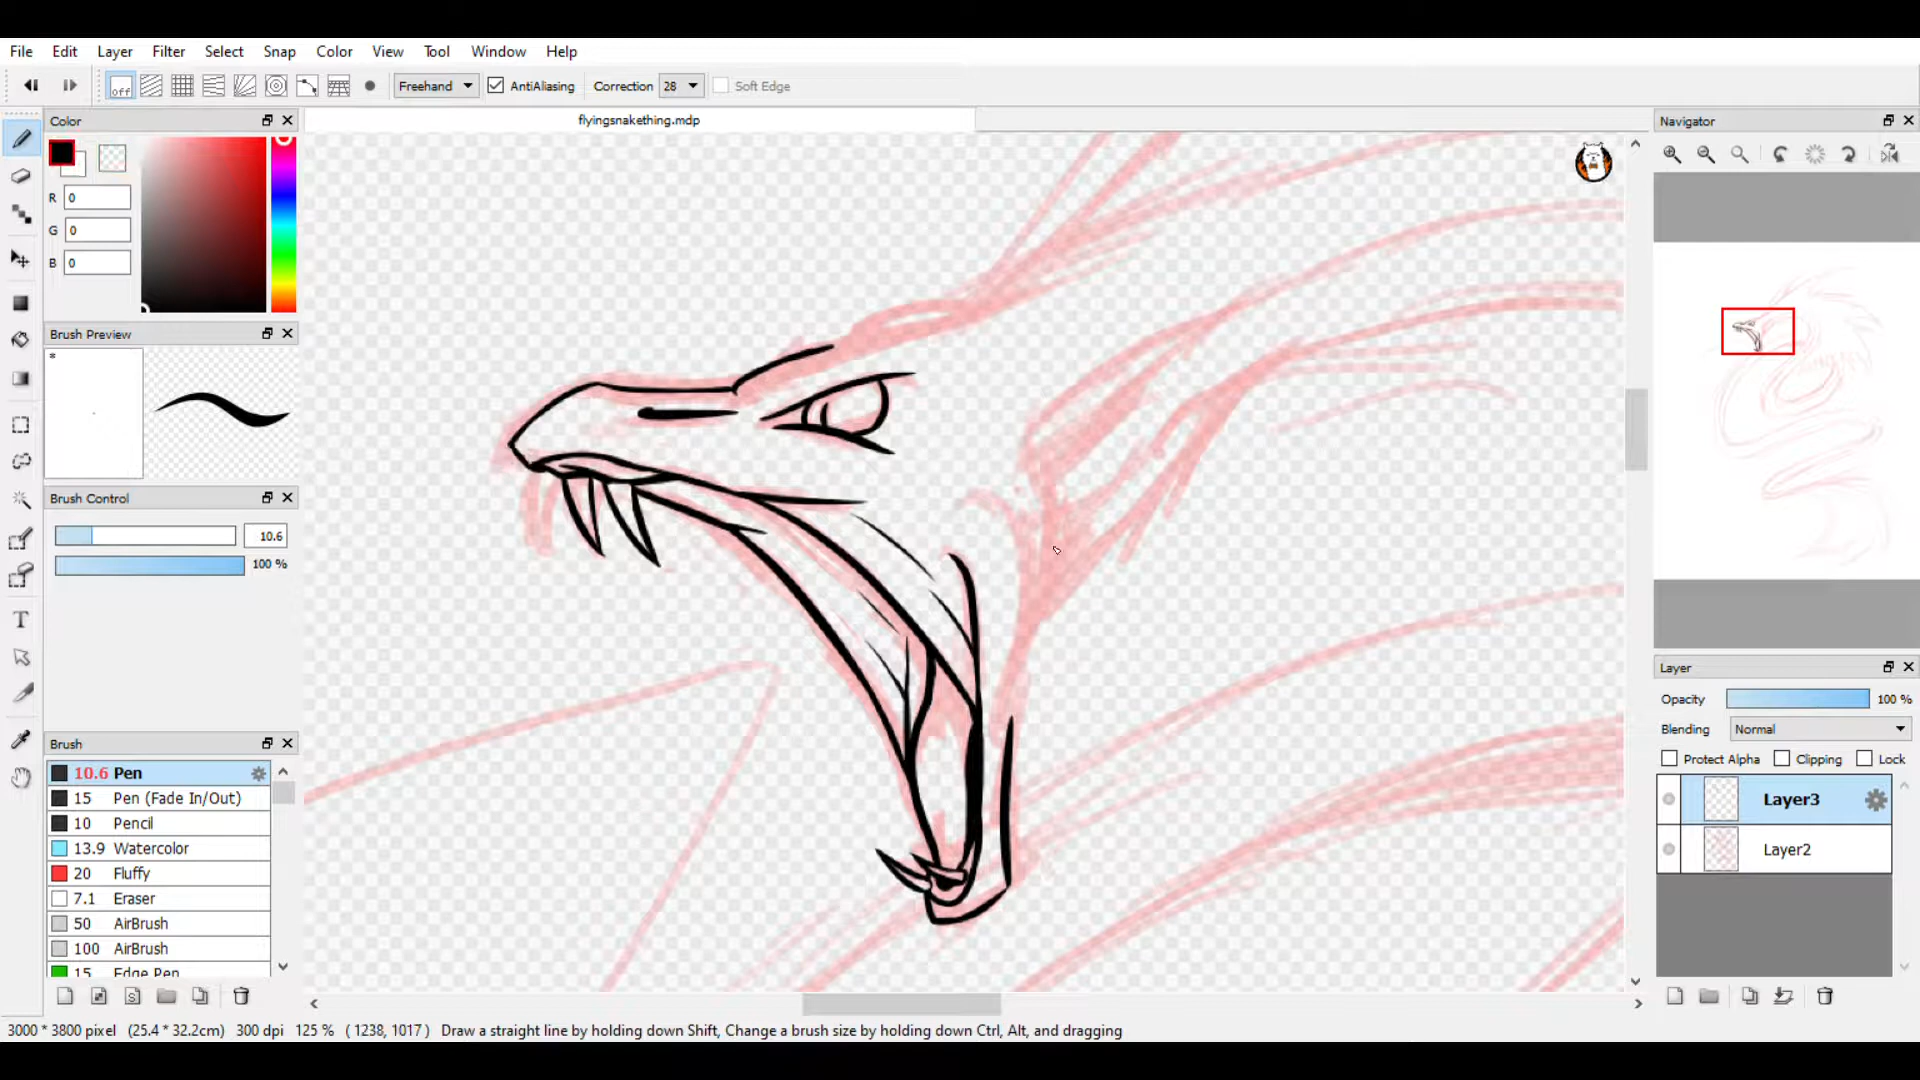 File Edit Layer Filter Select Snap Color View Tool Window Help
off Freehand AntiAliasing Correction 28 Soft Edge
Color
flyingsnakething.mdp
Navigator
R 0
G 0
B 0
Brush Preview
*
Brush Control
10.6
100 %
Layer
Opacity 100 %
Blending Normal
Protect Alpha Clipping Lock
Layer3
Layer2
Brush
10.6 Pen
15 Pen (Fade In/Out)
10 Pencil
13.9 Watercolor
20 Fluffy
7.1 Eraser
50 AirBrush
100 AirBrush
15 Edge Pen
T
S
3000 * 3800 pixel (25.4 * 32.2cm) 300 dpi 125 % ( 1238, 1017 ) Draw a straight line by holding down Shift, Change a brush size by holding down Ctrl, Alt, and dragging